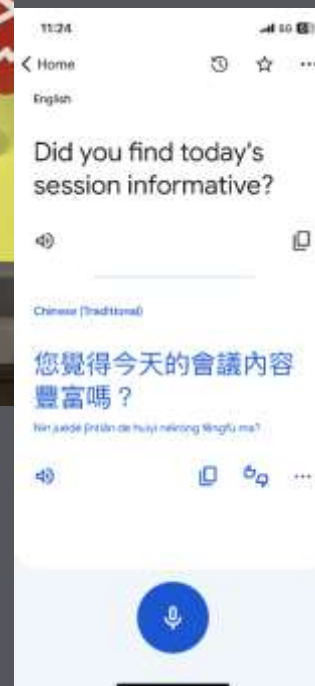 11:24
5G
Home
English
Did you find today's
session informative?
Chinese (Traditional)
您覺得今天的會議內容
豐富嗎？
Nín juédé jīntiān de huìyì nèiróng fēngfù ma?